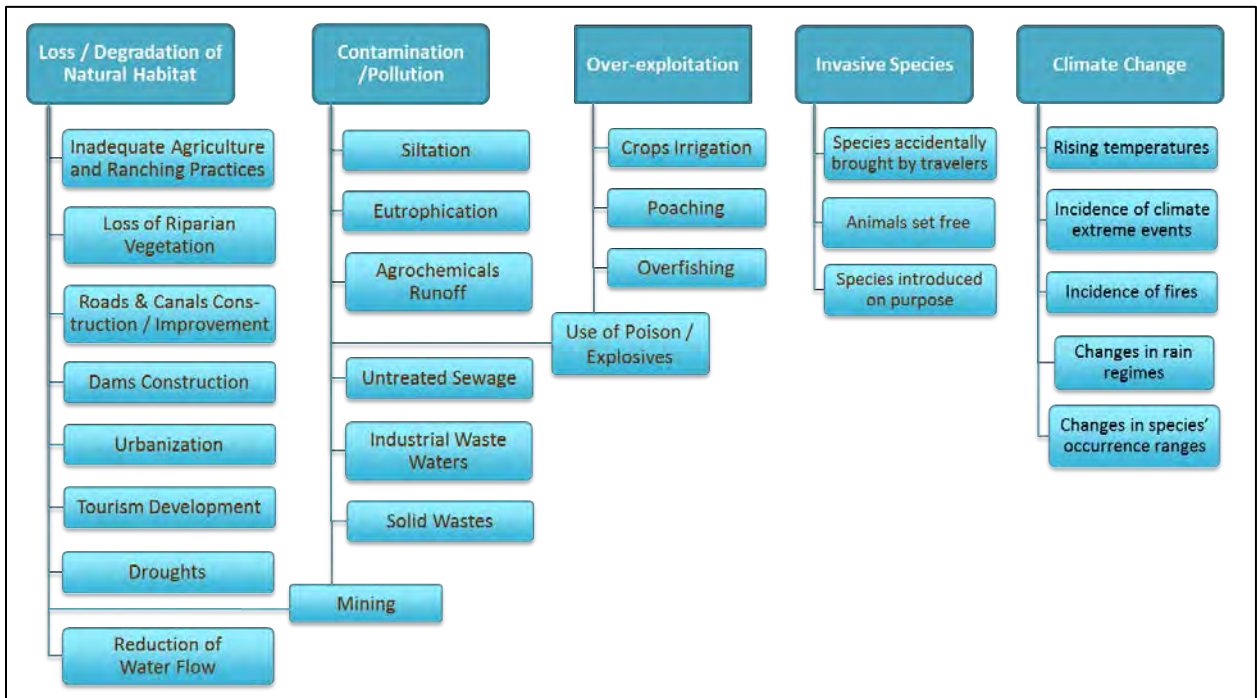 Loss / Degradation of
Natural Habitat
Inadequate Agriculture
and Ranching Practices
Loss of Riparian
Vegetation
Roads & Canals Cons-
truction / Improvement
Dams Construction
Urbanization
Tourism Development
Droughts
Reduction of
Water Flow
Contamination
/Pollution
Siltation
Eutrophication
Agrochemicals
Runoff
Untreated Sewage
Industrial Waste
Waters
Solid Wastes
Mining
Over-exploitation
Crops Irrigation
Poaching
Overfishing
Use of Poison /
Explosives
Invasive Species
Species accidentally
brought by travelers
Animals set free
Species introduced
on purpose
Climate Change
Rising temperatures
Incidence of climate
extreme events
Incidence of fires
Changes in rain
regimes
Changes in species’
occurrence ranges